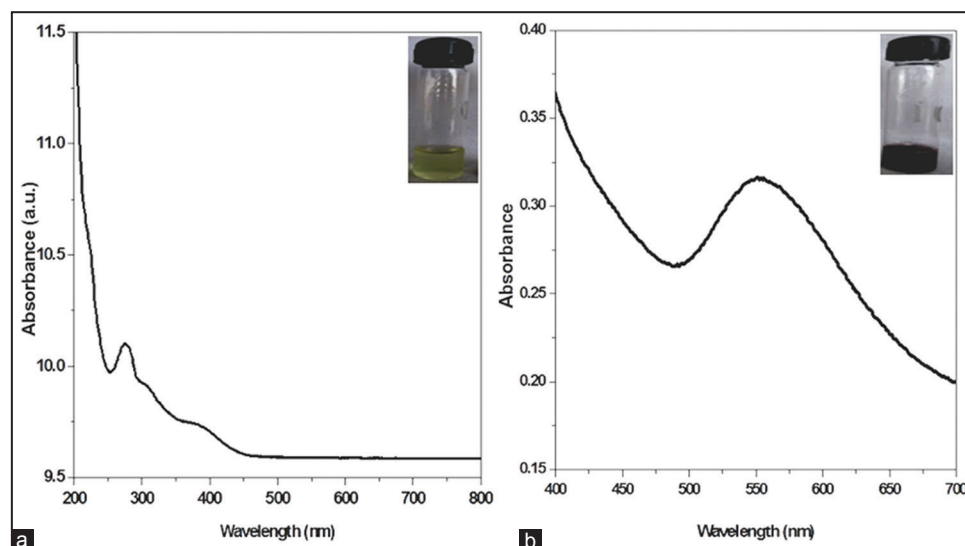 11.5
11.0
10.5
10.0
9.5
Absorbance (a.u.)
200 300 400 500 600 700 800
Wavelength (nm)
a
0.40
0.35
0.30
0.25
0.20
0.15
Absorbance
400 450 500 550 600 650 700
Wavelength (nm)
b